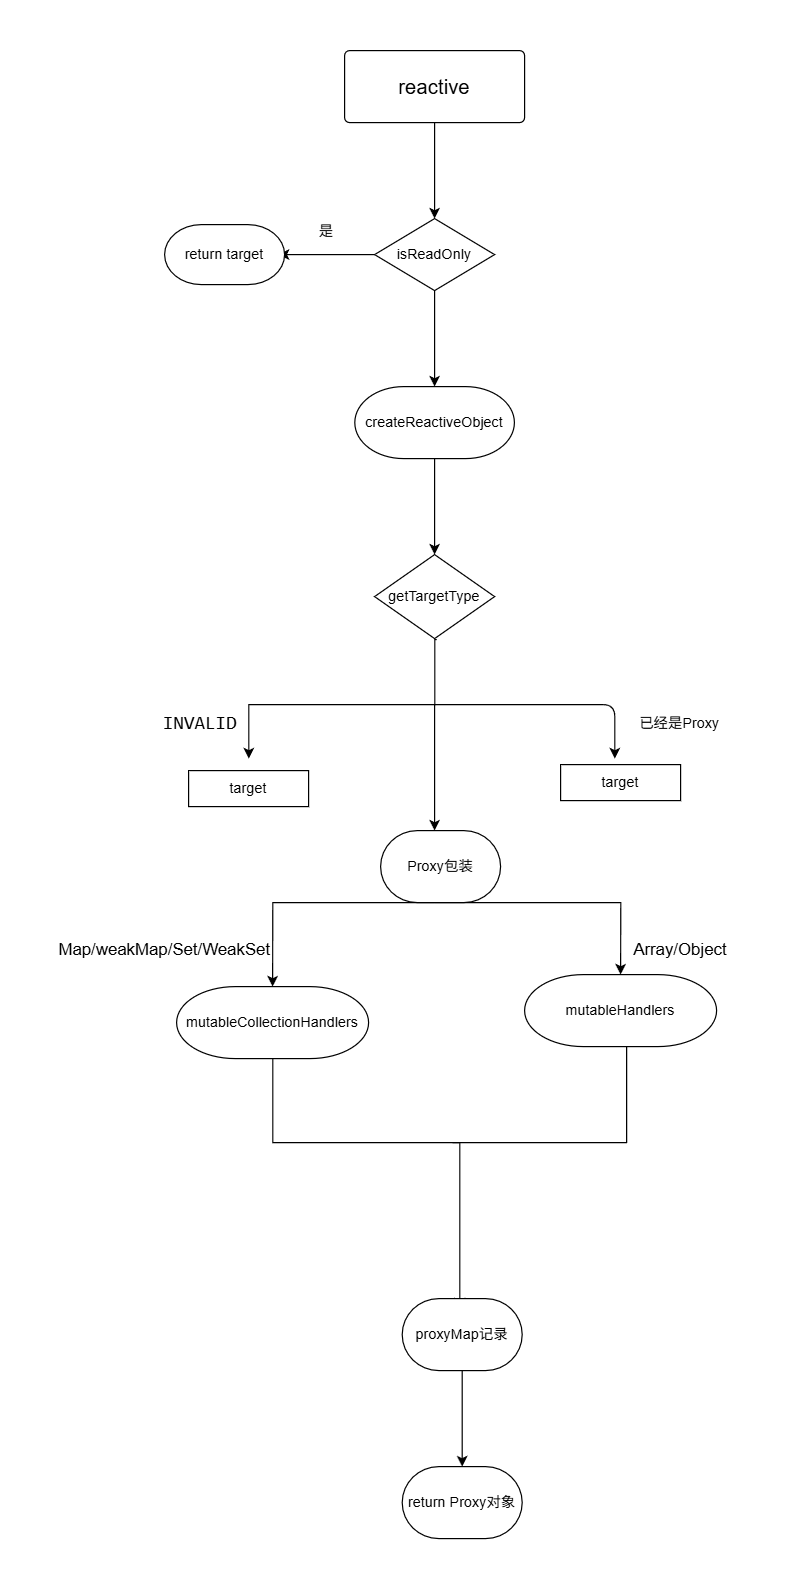 reactive
是
return target
isReadOnly
createReactiveObject
getTargetType
INVALID
已经是Proxy
target
target
Proxy包装
Map/weakMap/Set/WeakSet
Array/Object
mutableCollectionHandlers
mutableHandlers
proxyMap记录
return Proxy对象